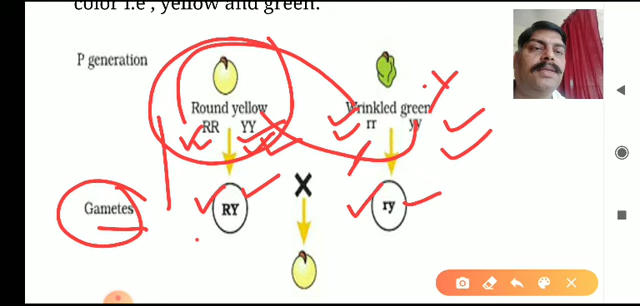 color i.e, yellow and green.
P generation
Round yellow Wrinkled green
RR YY rr yy
Gametes RY X ry